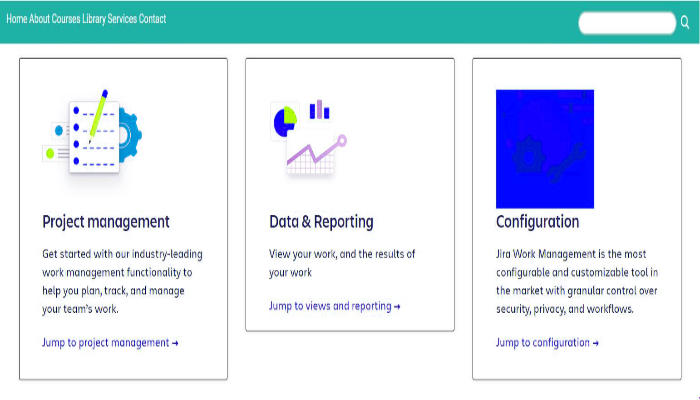 Home About Courses Library Services Contact
Project management
Get started with our industry-leading
work management functionality to
help you plan, track, and manage
your team's work.
Jump to project management →
Data & Reporting
View your work, and the results of
your work
Jump to views and reporting →
Configuration
Jira Work Management is the most
configurable and customizable tool in
the market with granular control over
security, privacy, and workflows.
Jump to configuration →